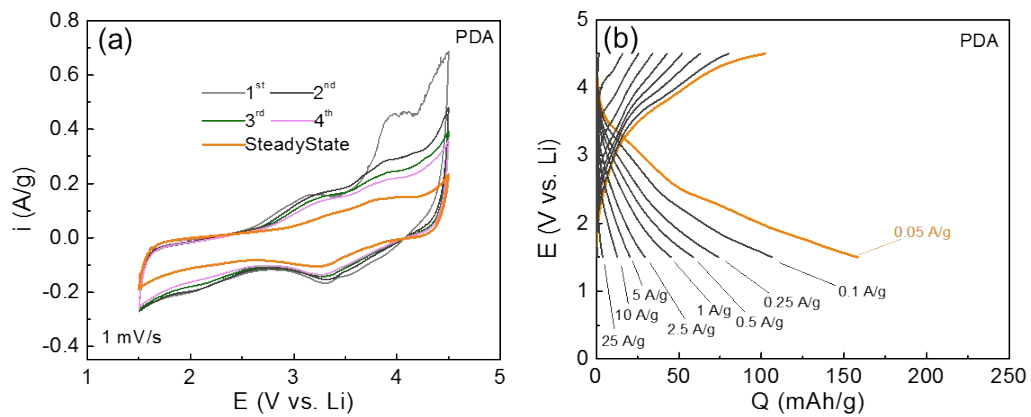 (a)
PDA
1st 2nd
3rd 4th
SteadyState
1 mV/s
0.8
0.6
0.4
0.2
0.0
-0.2
-0.4
i (A/g)
1 2 3 4 5
E (V vs. Li)
(b)
PDA
0.05 A/g
0.1 A/g
0.25 A/g
0.5 A/g
1 A/g
2.5 A/g
5 A/g
10 A/g
25 A/g
5
4
3
2
1
0
E (V vs. Li)
0 50 100 150 200 250
Q (mAh/g)